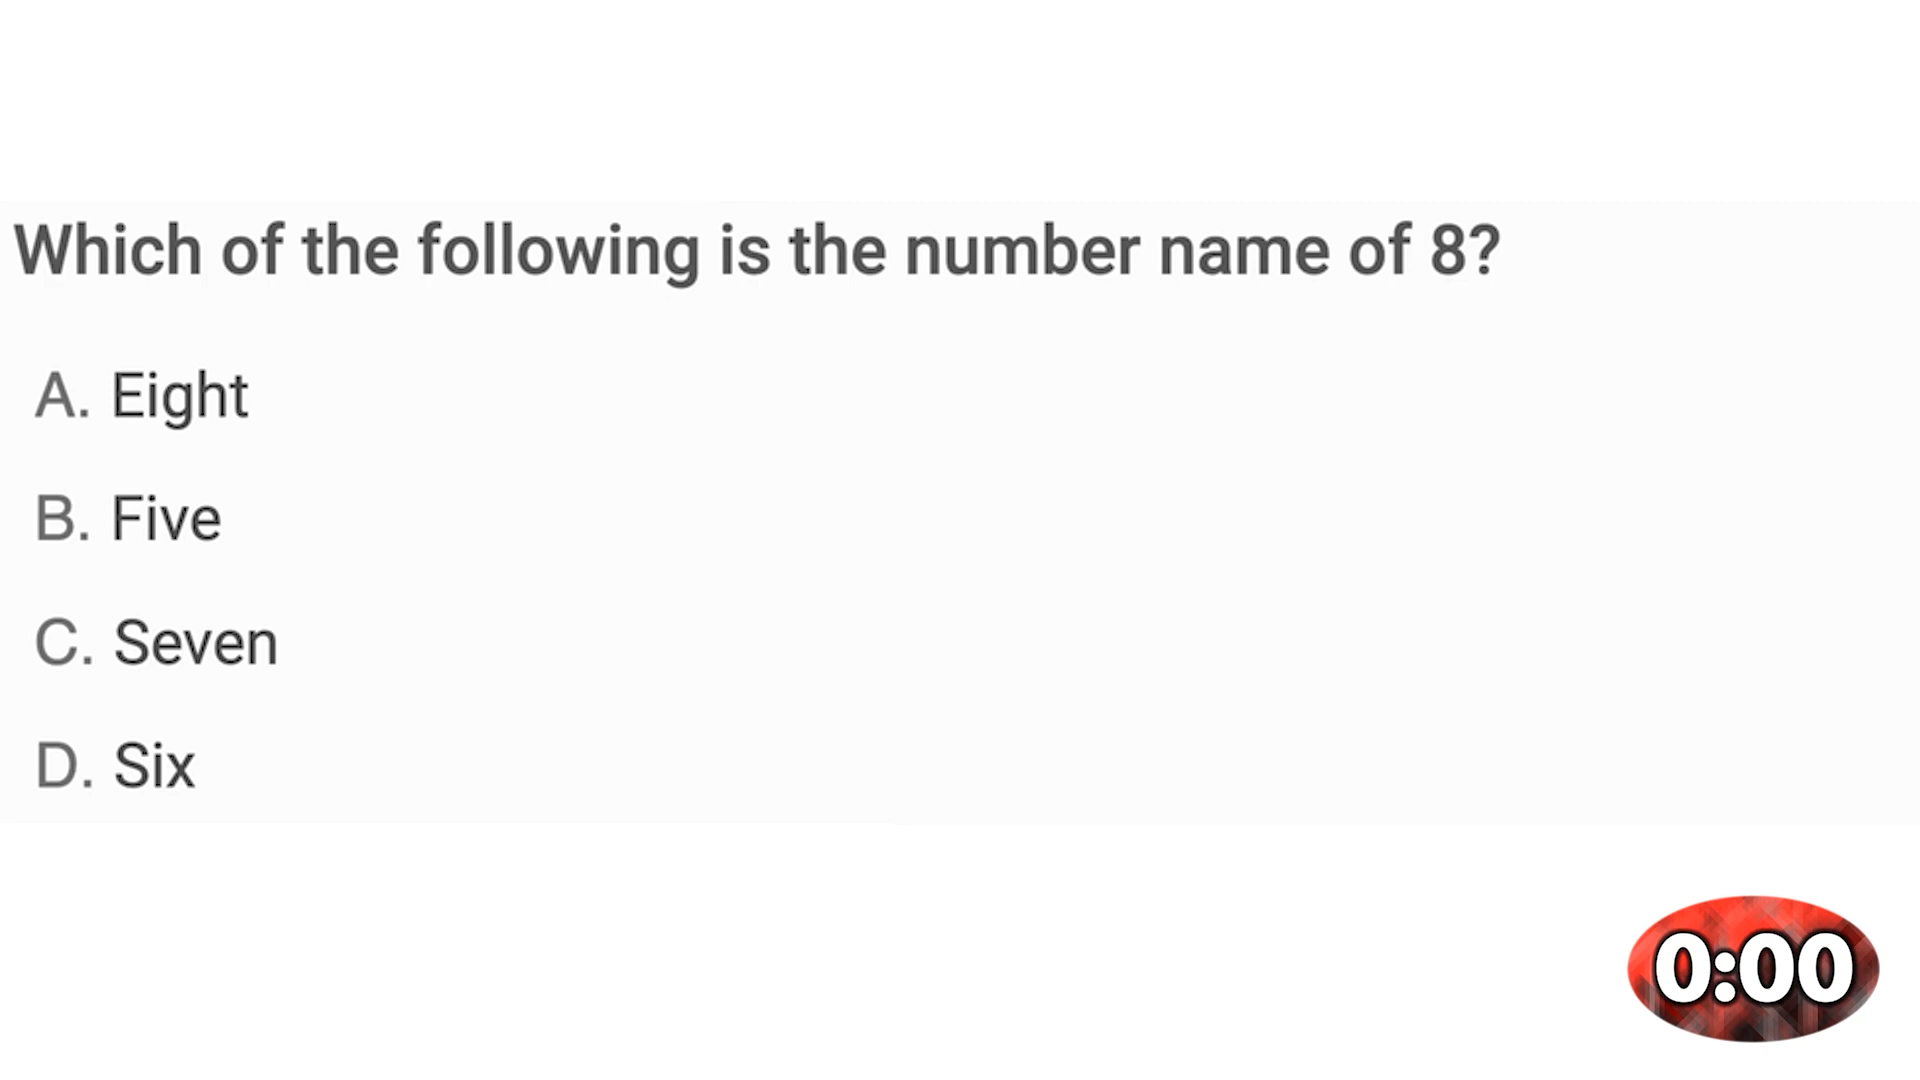 Which of the following is the number name of 8?
A. Eight
B. Five
C. Seven
D. Six
0:00